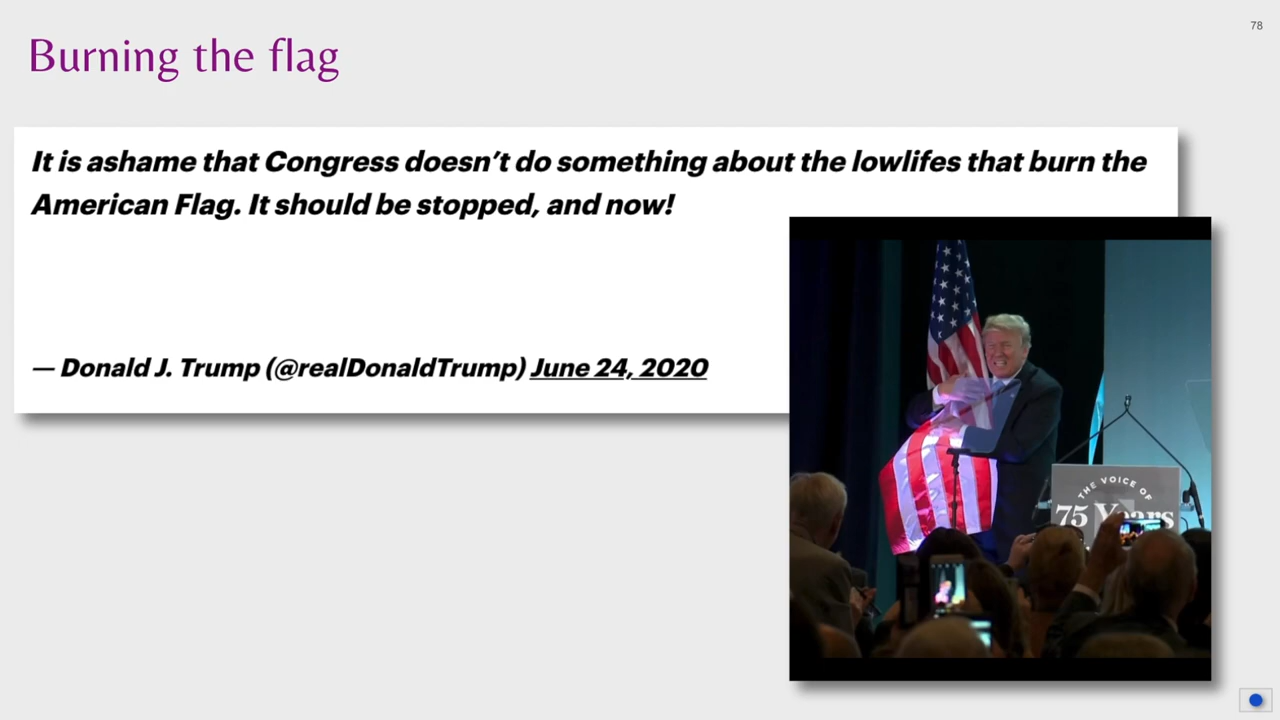 78
Burning the flag
It is ashame that Congress doesn't do something about the lowlifes that burn the
American Flag. It should be stopped, and now!
— Donald J. Trump (@realDonaldTrump) June 24, 2020
THE VOICE OF
75 Years